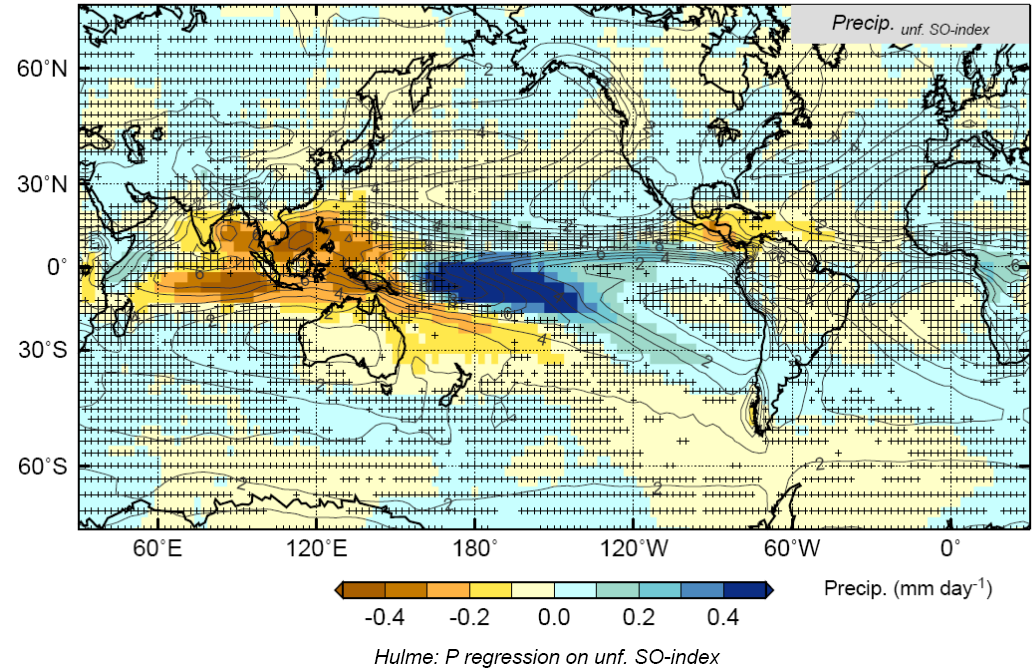 Precip. unf. SO-index
60°N
30°N
0°
30°S
60°S
60°E 120°E 180° 120°W 60°W 0°
-0.4 -0.2 0.0 0.2 0.4
Precip. (mm day-1)
Hulme: P regression on unf. SO-index